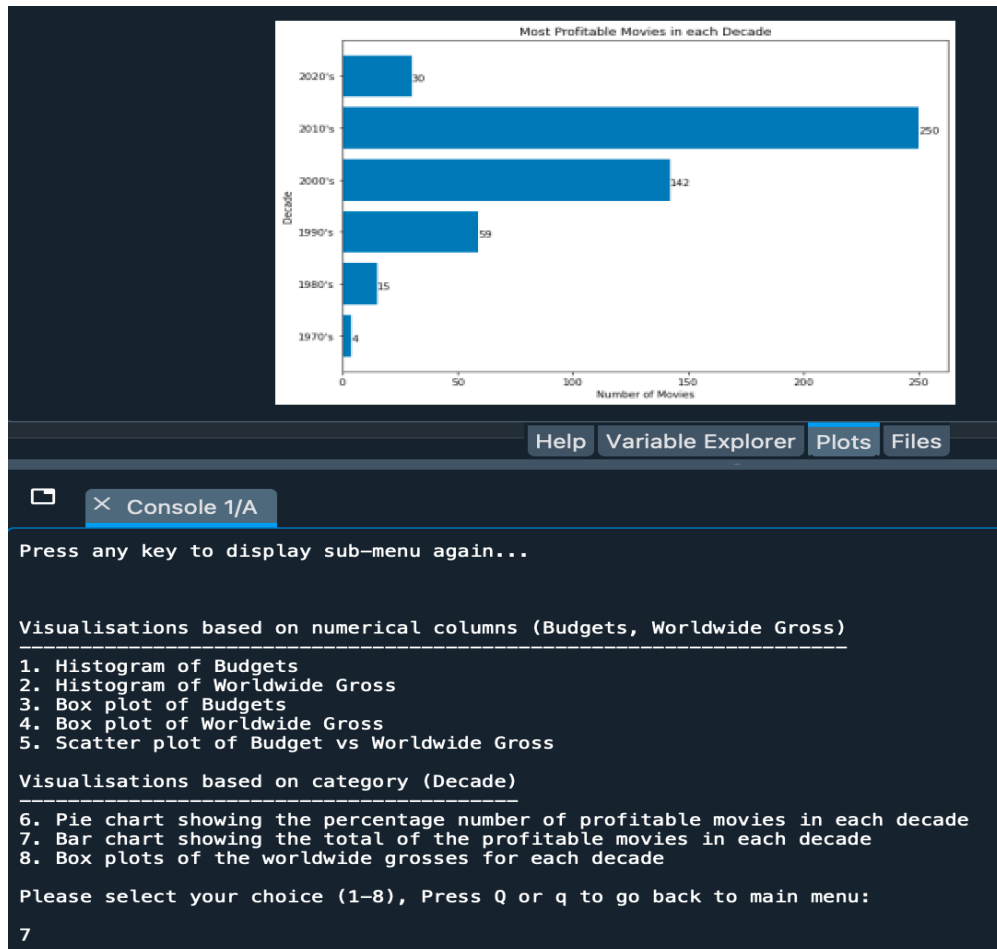 Most Profitable Movies in each Decade
2020's
30
2010's
250
2000's
142
Decade
1990's
59
1980's
15
1970's
4
0 50 100 150 200 250
Number of Movies
Help Variable Explorer Plots Files
Console 1/A
Press any key to display sub-menu again...
Visualisations based on numerical columns (Budgets, Worldwide Gross)
1. Histogram of Budgets
2. Histogram of Worldwide Gross
3. Box plot of Budgets
4. Box plot of Worldwide Gross
5. Scatter plot of Budget vs Worldwide Gross
Visualisations based on category (Decade)
6. Pie chart showing the percentage number of profitable movies in each decade
7. Bar chart showing the total of the profitable movies in each decade
8. Box plots of the worldwide grosses for each decade
Please select your choice (1-8), Press Q or q to go back to main menu:
7